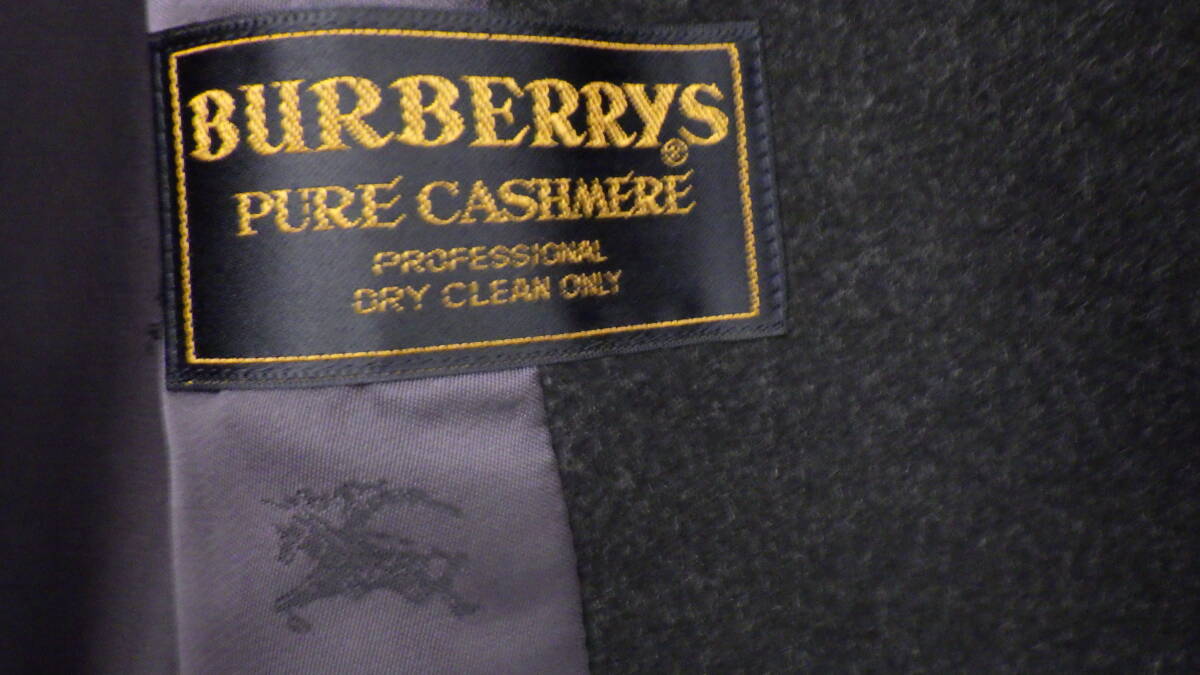 BURBERRYS®
PURE CASHMERE
PROFESSIONAL
DRY CLEAN ONLY